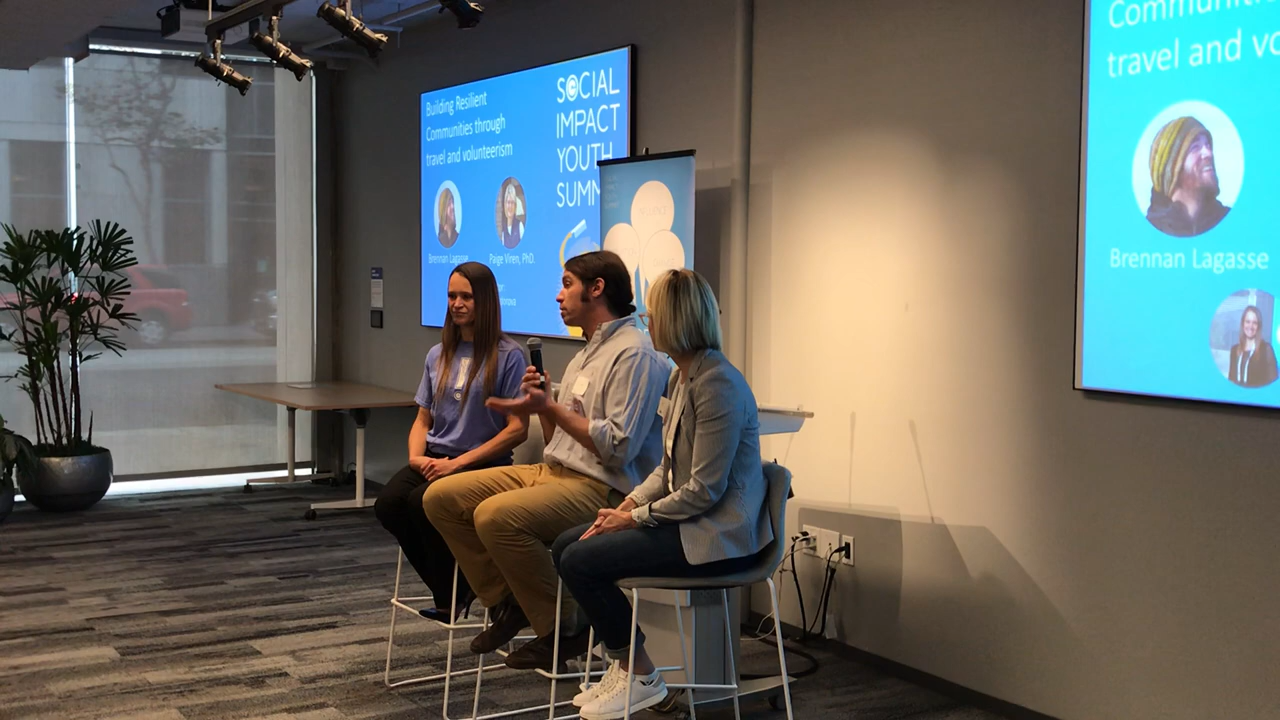 Building Resilient
Communities through
travel and volunteerism
SOCIAL
IMPACT
YOUTH
SUMM
Brennan Lagasse
Paige Viren, PhD.
travel and vo
Brennan Lagasse